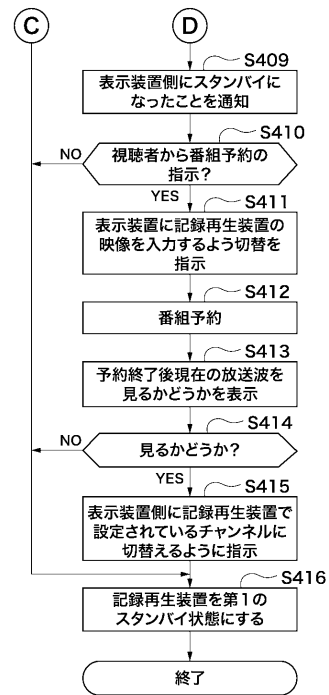 C
D
S409
表示装置側にスタンバイに
なったことを通知
S410
視聴者から番組予約の
指示？
NO
YES
S411
表示装置に記録再生装置の
映像を入力するよう切替を
指示
S412
番組予約
S413
予約終了後現在の放送波を
見るかどうかを表示
S414
見るかどうか？
NO
YES
S415
表示装置側に記録再生装置で
設定されているチャンネルに
切替えるように指示
S416
記録再生装置を第1の
スタンバイ状態にする
終了